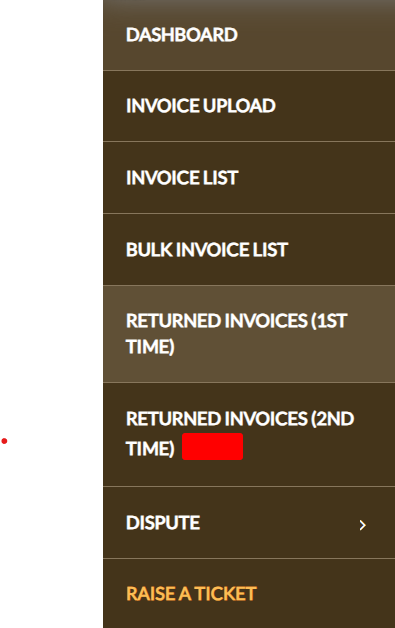 DASHBOARD
INVOICE UPLOAD
INVOICE LIST
BULK INVOICE LIST
RETURNED INVOICES (1ST
TIME)
RETURNED INVOICES (2ND
TIME)
DISPUTE
RAISE A TICKET